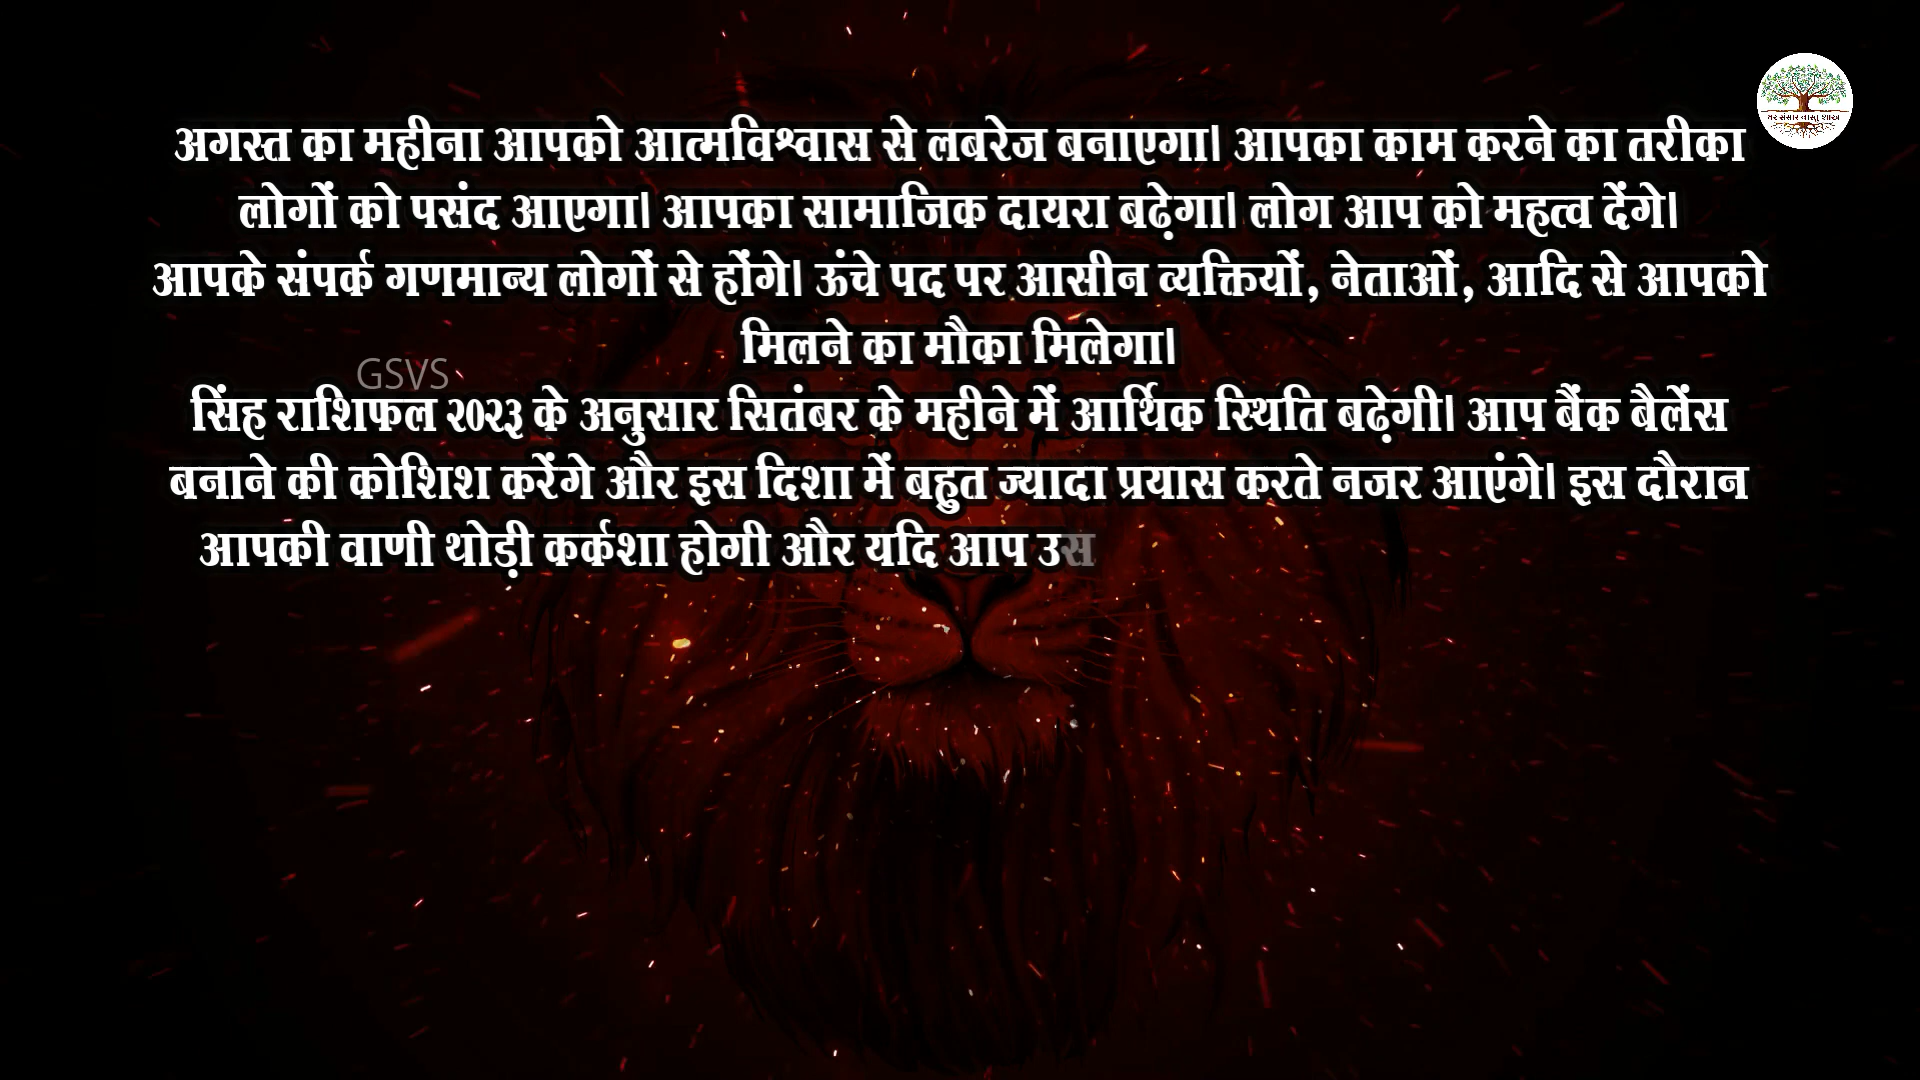 अगस्त का महीना आपको आत्मविश्वास से लबरेज बनाएगा। आपका काम करने का तरीका
लोगों को पसंद आएगा। आपका सामाजिक दायरा बढ़ेगा। लोग आप को महत्व देंगे।
आपके संपर्क गणमान्य लोगों से होंगे। ऊंचे पद पर आसीन व्यक्तियों, नेताओं, आदि से आपको
मिलने का मौका मिलेगा।
GSVS
सिंह राशिफल २०२३ के अनुसार सितंबर के महीने में आर्थिक स्थिति बढ़ेगी। आप बैंक बैलेंस
बनाने की कोशिश करेंगे और इस दिशा में बहुत ज्यादा प्रयास करते नजर आएंगे। इस दौरान
आपकी वाणी थोड़ी कर्कशा होगी और यदि आप उस
घर संसार वास्तु शास्त्र